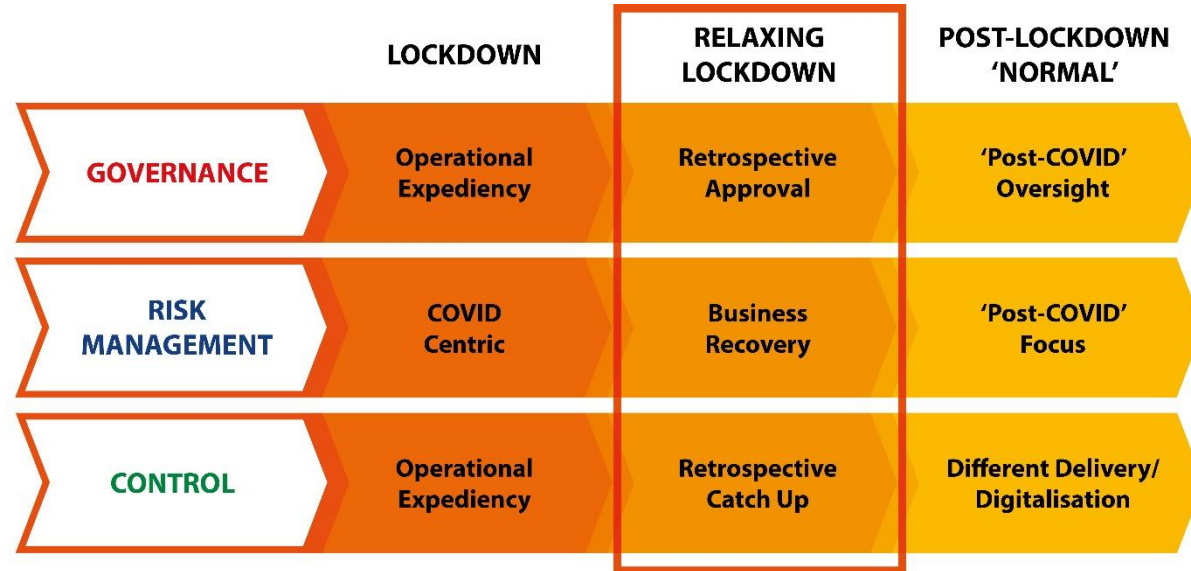 LOCKDOWN
RELAXING
LOCKDOWN
POST-LOCKDOWN
‘NORMAL’
GOVERNANCE
Operational
Expediency
Retrospective
Approval
‘Post-COVID’
Oversight
RISK
MANAGEMENT
COVID
Centric
Business
Recovery
‘Post-COVID’
Focus
CONTROL
Operational
Expediency
Retrospective
Catch Up
Different Delivery/
Digitalisation